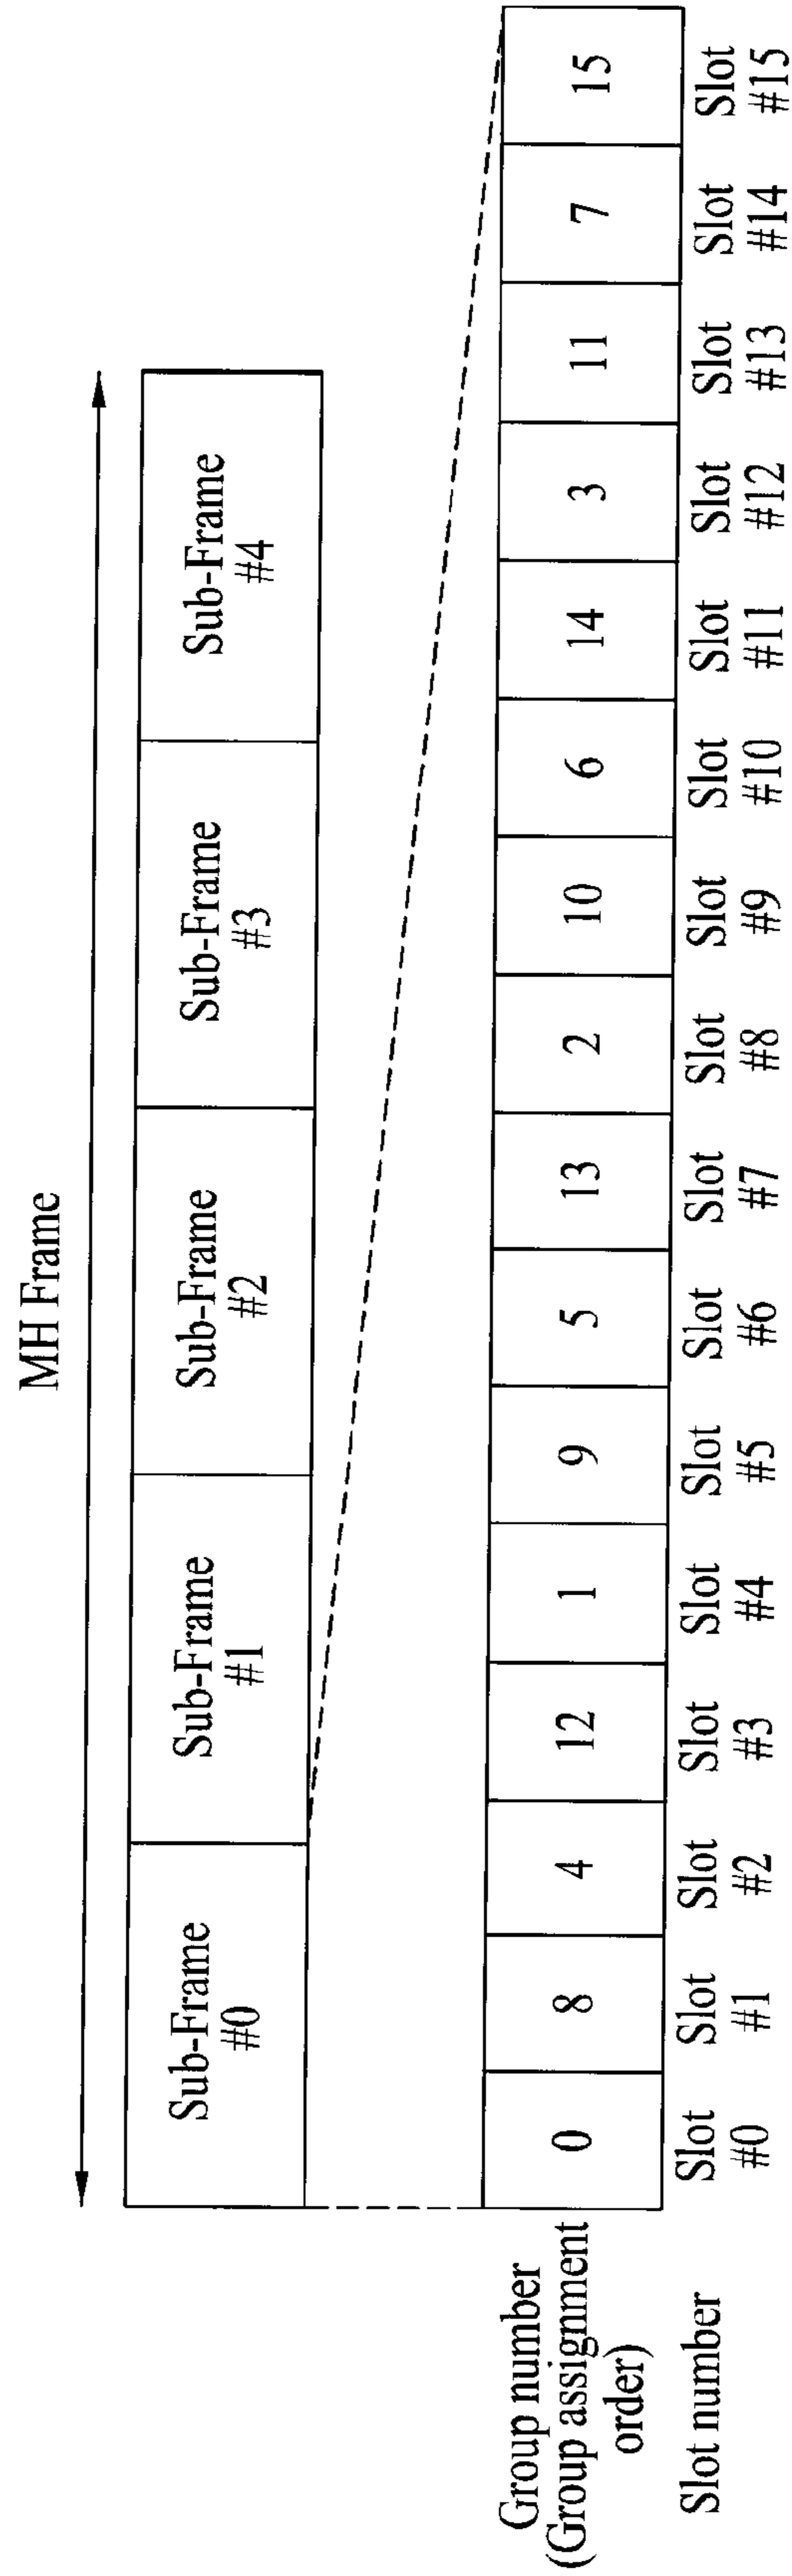 MH Frame
Sub-Frame
#0
Sub-Frame
#1
Sub-Frame
#2
Sub-Frame
#3
Sub-Frame
#4
Group number
(Group assignment
order)
0 8 4 12 1 9 5 13 2 10 6 14 3 11 7 15
Slot number
Slot
#0
Slot
#1
Slot
#2
Slot
#3
Slot
#4
Slot
#5
Slot
#6
Slot
#7
Slot
#8
Slot
#9
Slot
#10
Slot
#11
Slot
#12
Slot
#13
Slot
#14
Slot
#15